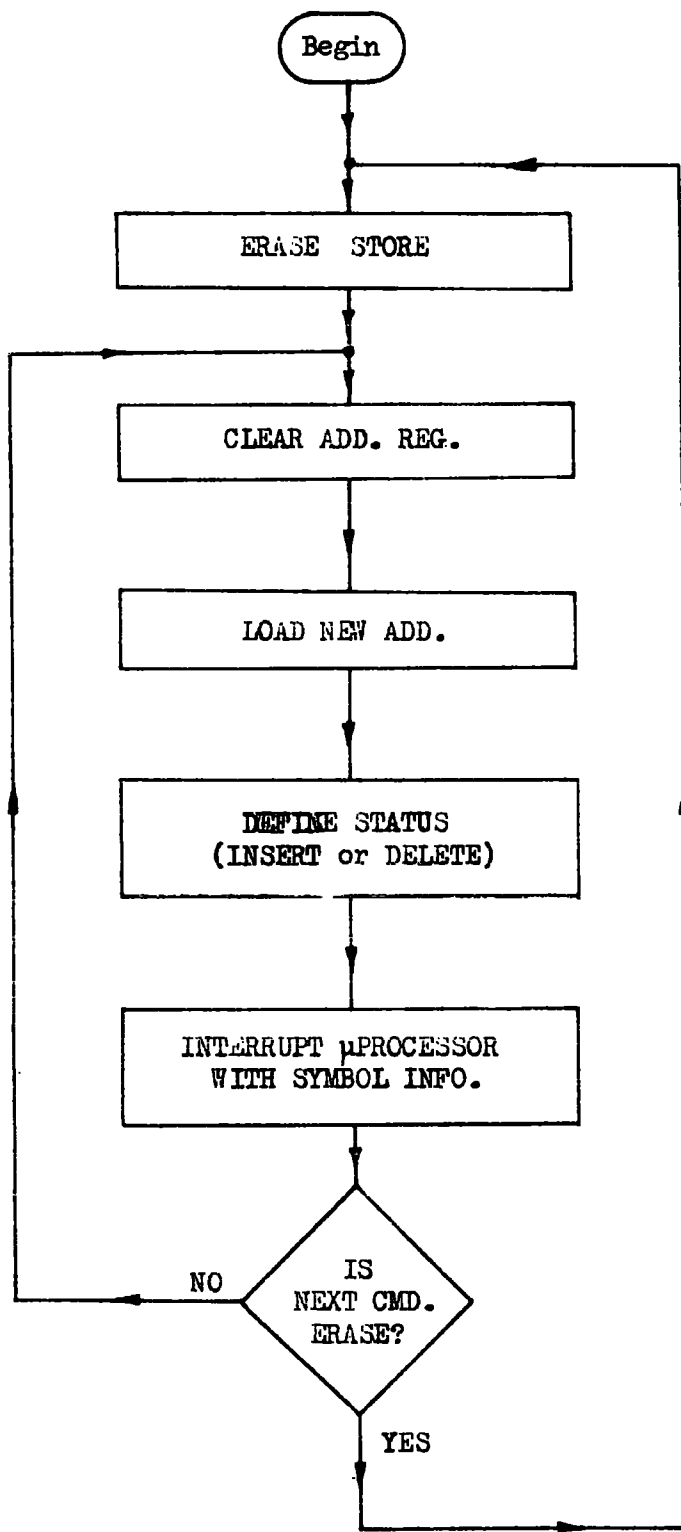 Begin
ERASE STORE
CLEAR ADD. REG.
LOAD NEW ADD.
DEFINE STATUS
(INSERT or DELETE)
INTERRUPT µPROCESSOR
WITH SYMBOL INFO.
IS
NEXT CMD.
ERASE?
NO
YES